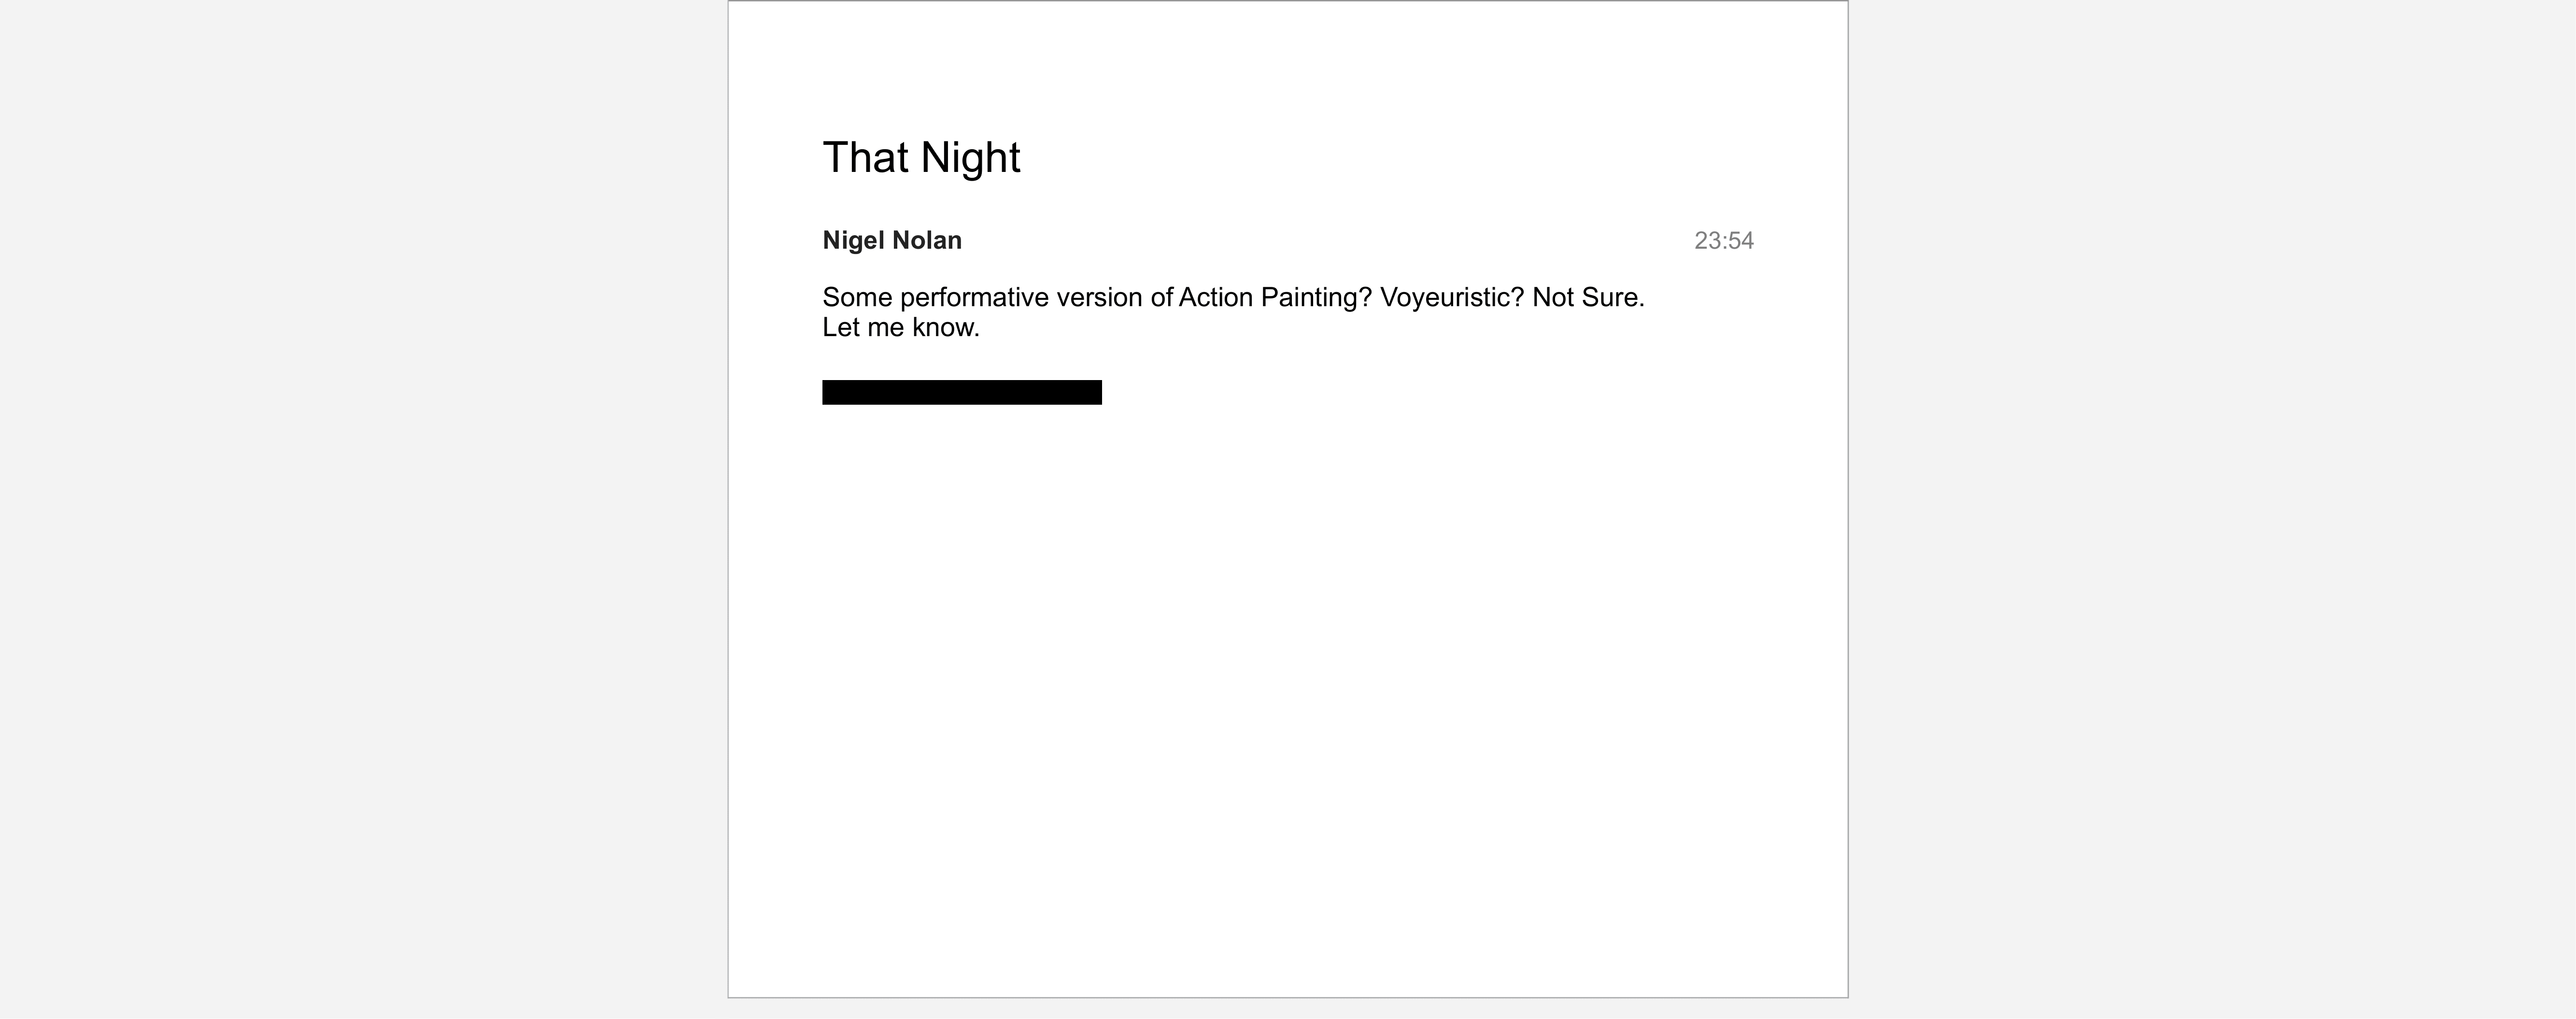 That Night
Nigel Nolan 23:54
Some performative version of Action Painting? Voyeuristic? Not Sure.
Let me know.